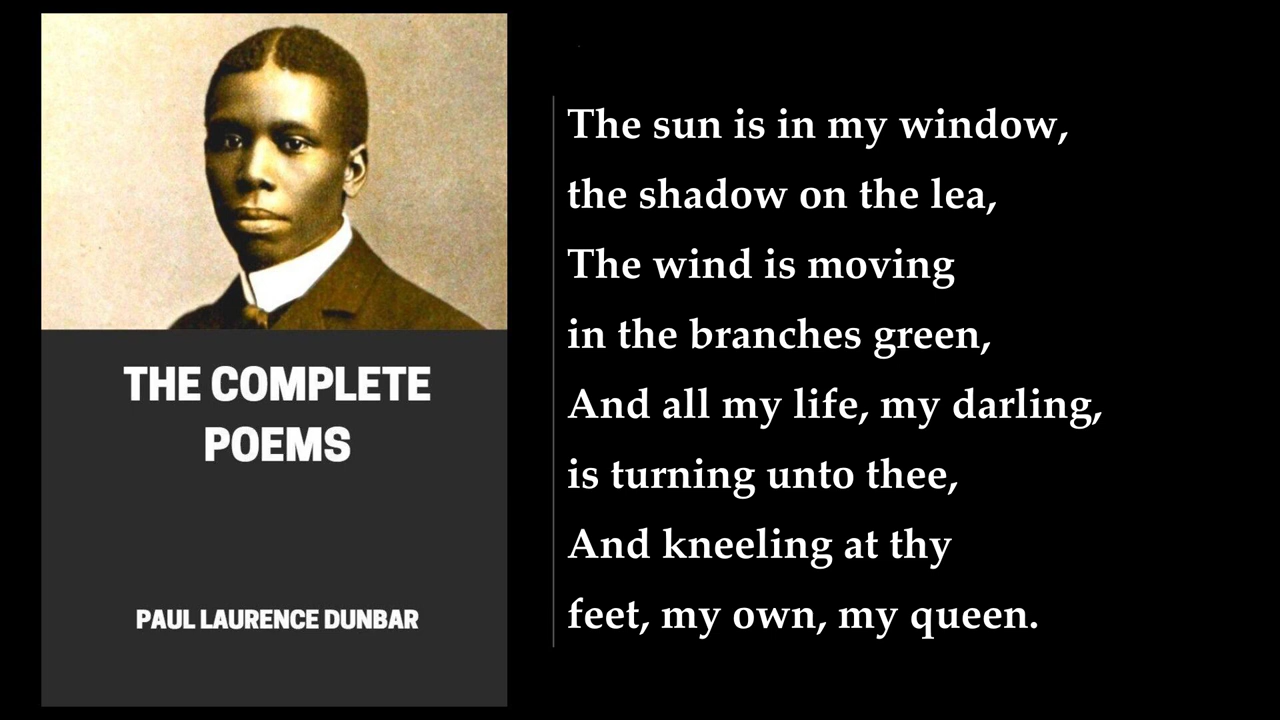 THE COMPLETE
POEMS
PAUL LAURENCE DUNBAR
The sun is in my window,
the shadow on the lea,
The wind is moving
in the branches green,
And all my life, my darling,
is turning unto thee,
And kneeling at thy
feet, my own, my queen.